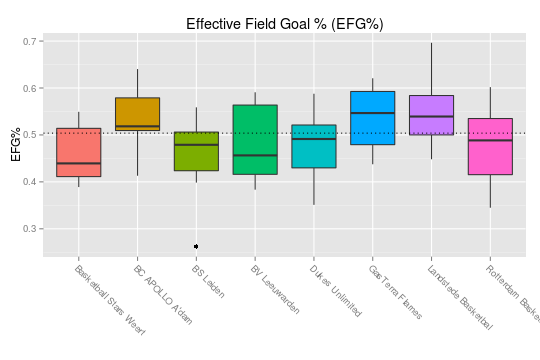 Effective Field Goal % (EFG%)
EFG%
0.7
0.6
0.5
0.4
0.3
Basketball Stars Weert
BC APOLLO A'dam
BS Leiden
BV Leeuwarden
Dukes Unlimited
GasTerra Flames
Landstede Basketbal
Rotterdam Baske